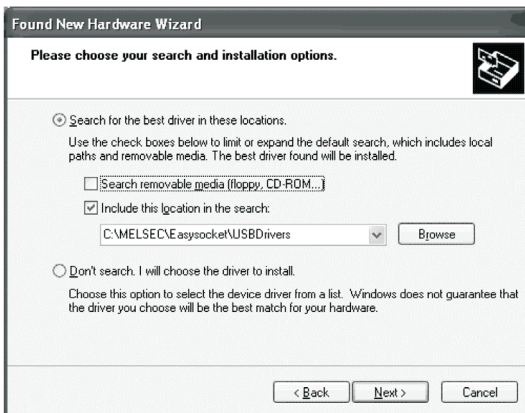 Found New Hardware Wizard
Please choose your search and installation options.
Search for the best driver in these locations.
Use the check boxes below to limit or expand the default search, which includes local
paths and removable media. The best driver found will be installed.
Search removable media (floppy, CD-ROM...)
Include this location in the search:
C:\MELSEC\Easysocket\USBDrivers
Browse
Don't search. I will choose the driver to install.
Choose this option to select the device driver from a list. Windows does not guarantee that
the driver you choose will be the best match for your hardware.
< Back Next > Cancel